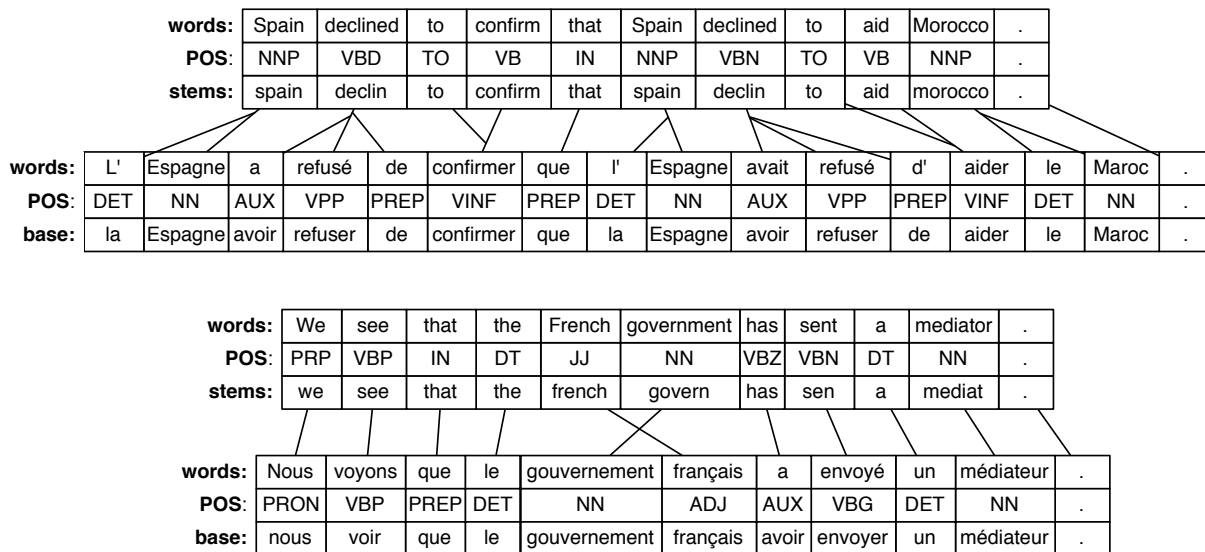 words: Spain declined to confirm that Spain declined to aid Morocco .
POS: NNP VBD TO VB IN NNP VBN TO VB NNP .
stems: spain declin to confirm that spain declin to aid morocco .
words: L' Espagne a refusé de confirmer que l' Espagne avait refusé d' aider le Maroc .
POS: DET NN AUX VPP PREP VINF PREP DET NN AUX VPP PREP VINF DET NN .
base: la Espagne avoir refuser de confirmer que la Espagne avoir refuser de aider le Maroc .
words: We see that the French government has sent a mediator .
POS: PRP VBP IN DT JJ NN VBZ VBN DT NN .
stems: we see that the french govern has sen a mediat .
words: Nous voyons que le gouvernement français a envoyé un médiateur .
POS: PRON VBP PREP DET NN ADJ AUX VBG DET NN .
base: nous voir que le gouvernement français avoir envoyer un médiateur .